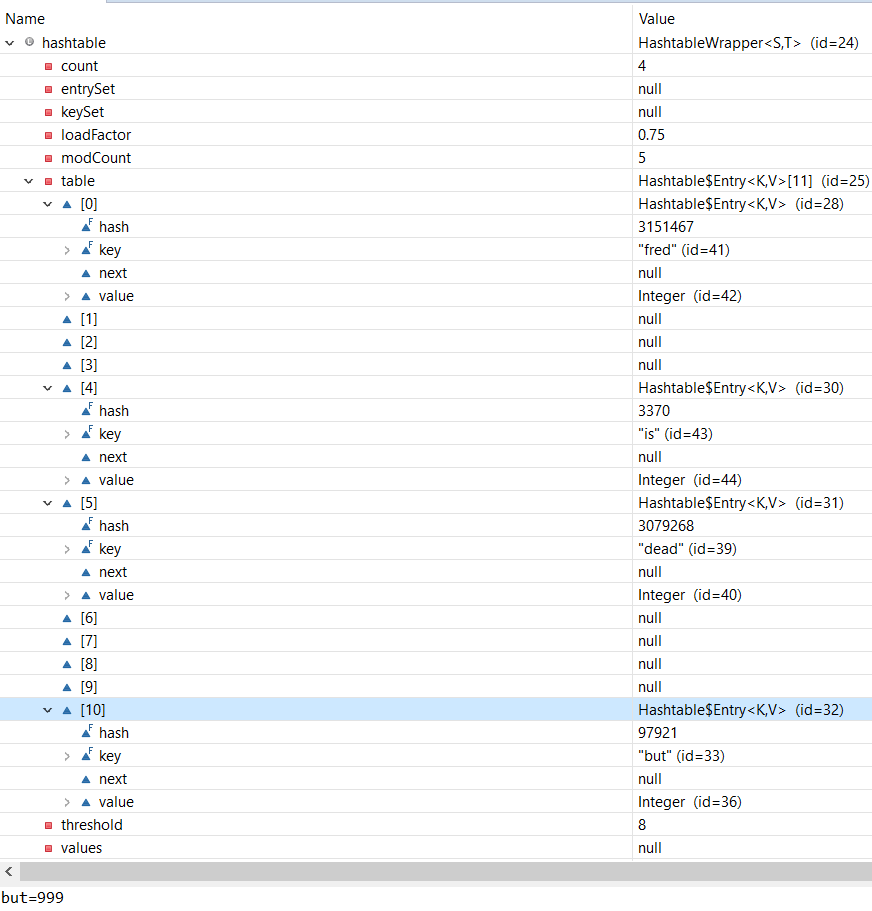 Name Value
hashtable HashtableWrapper<S,T> (id=24)
count 4
entrySet null
keySet null
loadFactor 0.75
modCount 5
table Hashtable$Entry<K,V>[11] (id=25)
[0] Hashtable$Entry<K,V> (id=28)
F hash 3151467
F key "fred" (id=41)
next null
value Integer (id=42)
[1] null
[2] null
[3] null
[4] Hashtable$Entry<K,V> (id=30)
F hash 3370
F key "is" (id=43)
next null
value Integer (id=44)
[5] Hashtable$Entry<K,V> (id=31)
F hash 3079268
F key "dead" (id=39)
next null
value Integer (id=40)
[6] null
[7] null
[8] null
[9] null
[10] Hashtable$Entry<K,V> (id=32)
F hash 97921
F key "but" (id=33)
next null
value Integer (id=36)
threshold 8
values null
but=999